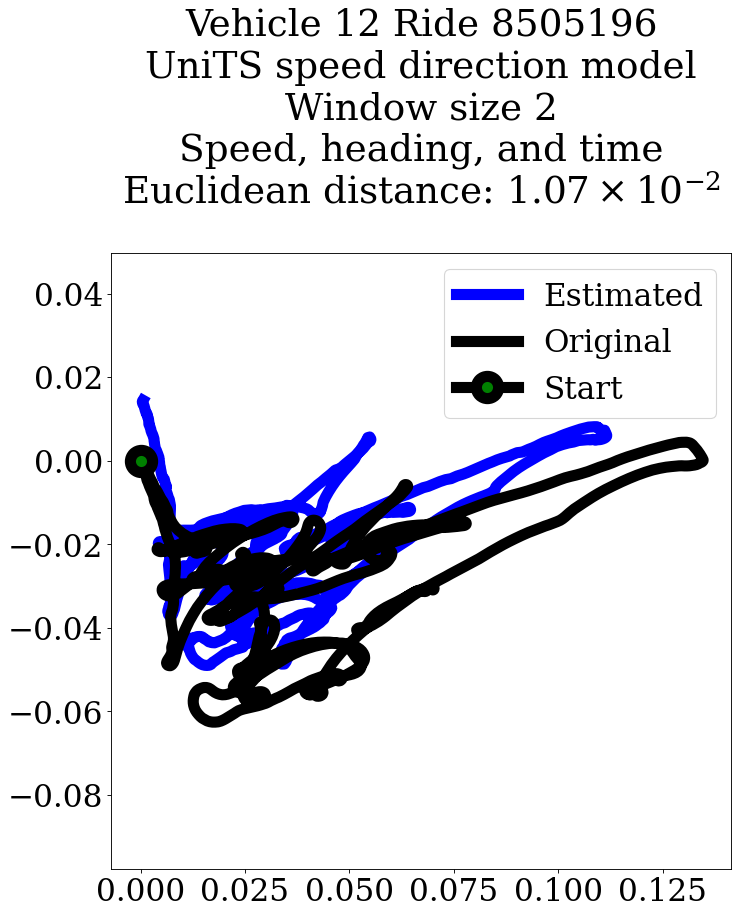 Vehicle 12 Ride 8505196
UniTS speed direction model
Window size 2
Speed, heading, and time
Euclidean distance: 1.07 × 10⁻²
Estimated
Original
Start
0.04
0.02
0.00
−0.02
−0.04
−0.06
−0.08
0.000 0.025 0.050 0.075 0.100 0.125